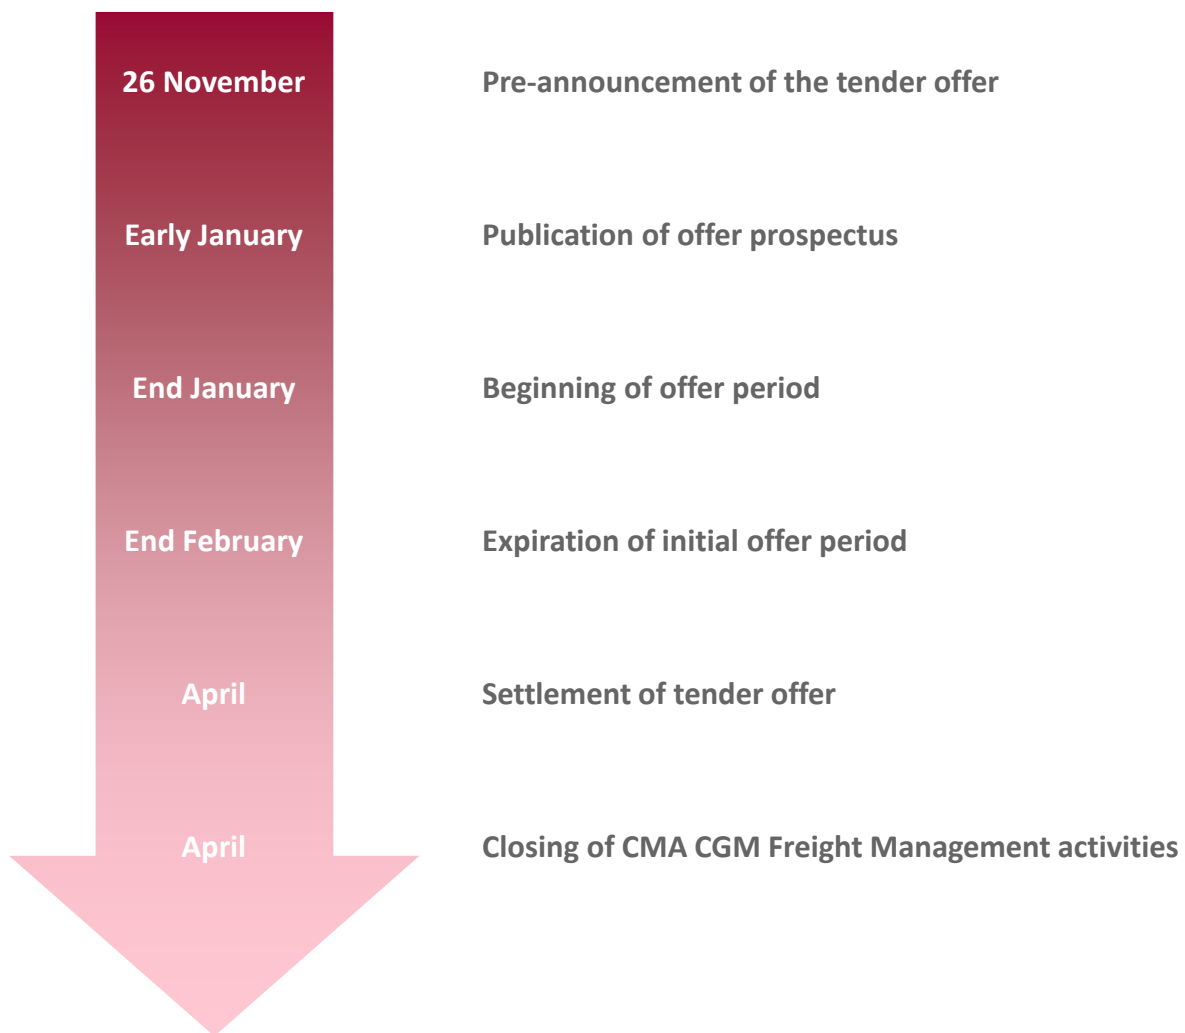 26 November
Pre-announcement of the tender offer
Early January
Publication of offer prospectus
End January
Beginning of offer period
End February
Expiration of initial offer period
April
Settlement of tender offer
April
Closing of CMA CGM Freight Management activities